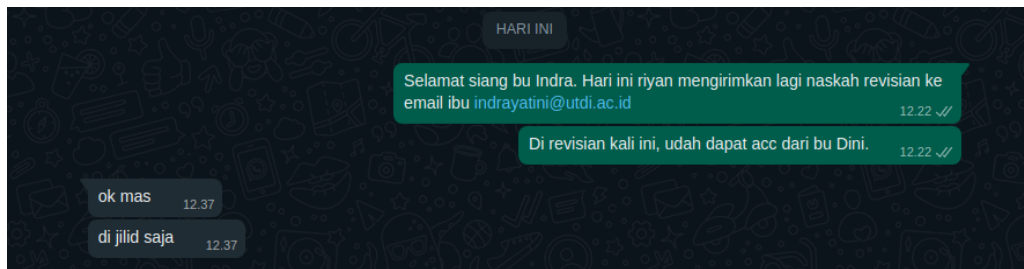 HARI INI
Selamat siang bu Indra. Hari ini riyan mengirimkan lagi naskah revisian ke
email ibu indrayatini@utdi.ac.id
12.22
Di revisian kali ini, udah dapat acc dari bu Dini.
12.22
ok mas
12.37
di jilid saja
12.37